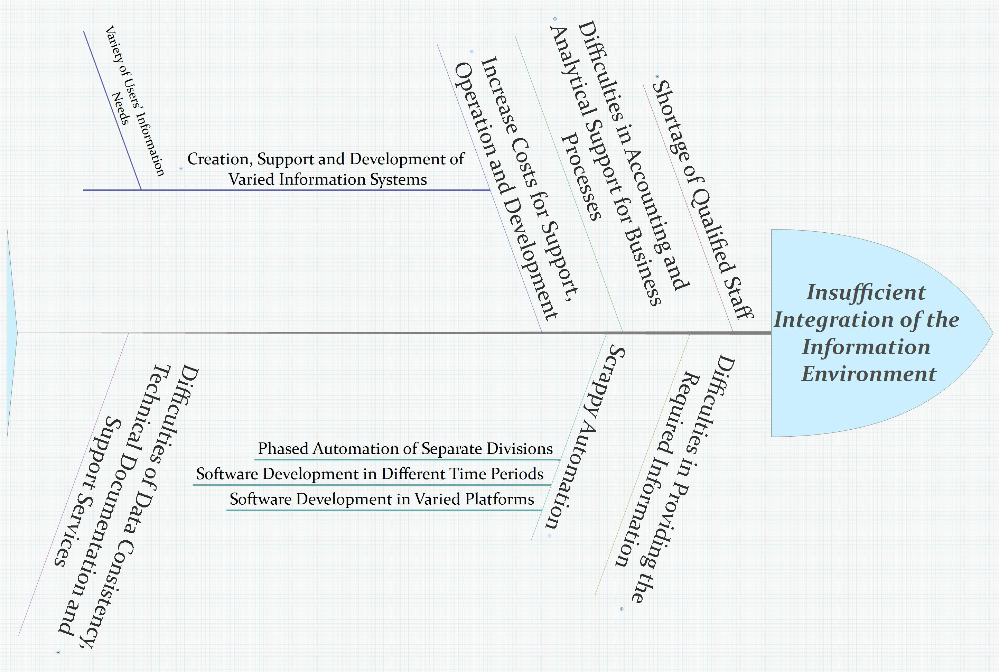 Variety of Users' Information
Needs
Creation, Support and Development of
Varied Information Systems
Increase Costs for Support,
Operation and Development
Difficulties in Accounting and
Analytical Support for Business
Processes
Shortage of Qualified Staff
Insufficient
Integration of the
Information
Environment
Difficulties of Data Consistency,
Technical Documentation and
Support Services
Phased Automation of Separate Divisions
Software Development in Different Time Periods
Software Development in Varied Platforms
Scrappy Automation
Difficulties in Providing the
Required Information